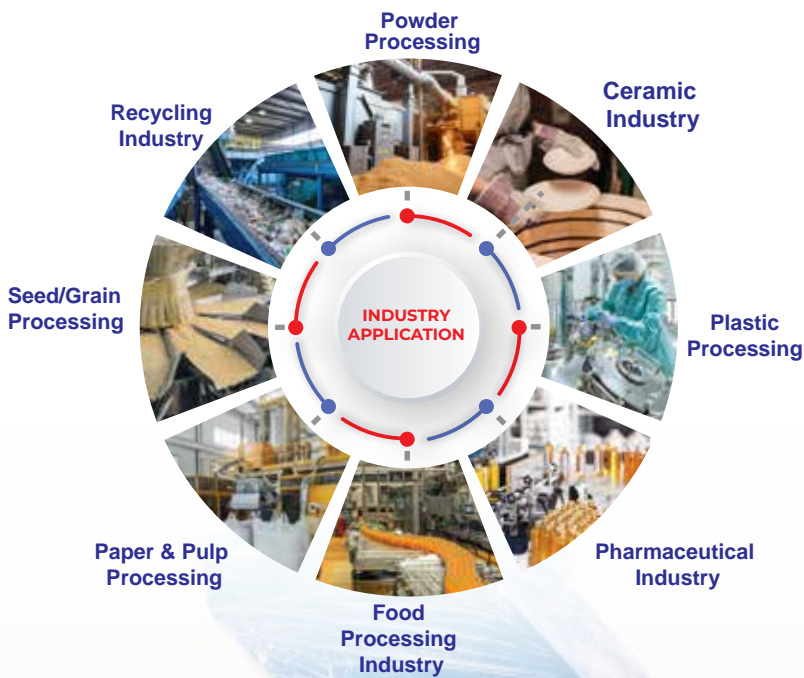 Powder
Processing
Ceramic
Industry
Recycling
Industry
Seed/Grain
Processing
INDUSTRY
APPLICATION
Plastic
Processing
Paper & Pulp
Processing
Pharmaceutical
Industry
Food
Processing
Industry